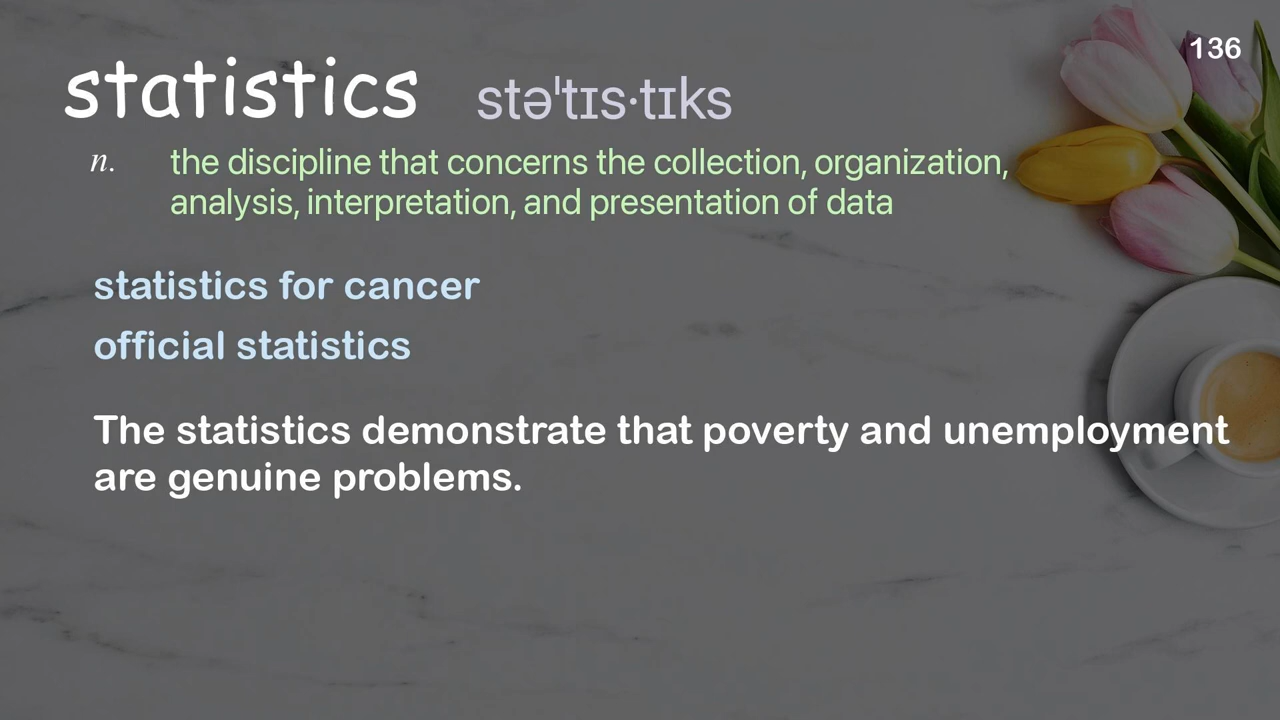 136
statistics stəˈtɪs·tɪks
n. the discipline that concerns the collection, organization,
analysis, interpretation, and presentation of data
statistics for cancer
official statistics
The statistics demonstrate that poverty and unemployment
are genuine problems.